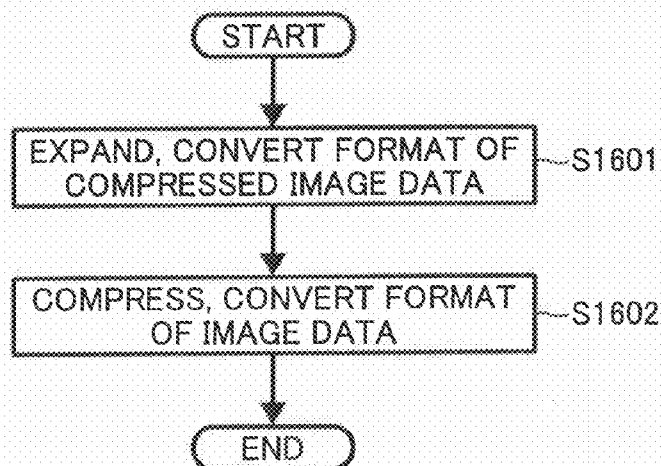 START
EXPAND, CONVERT FORMAT OF
COMPRESSED IMAGE DATA
S1601
COMPRESS, CONVERT FORMAT
OF IMAGE DATA
S1602
END